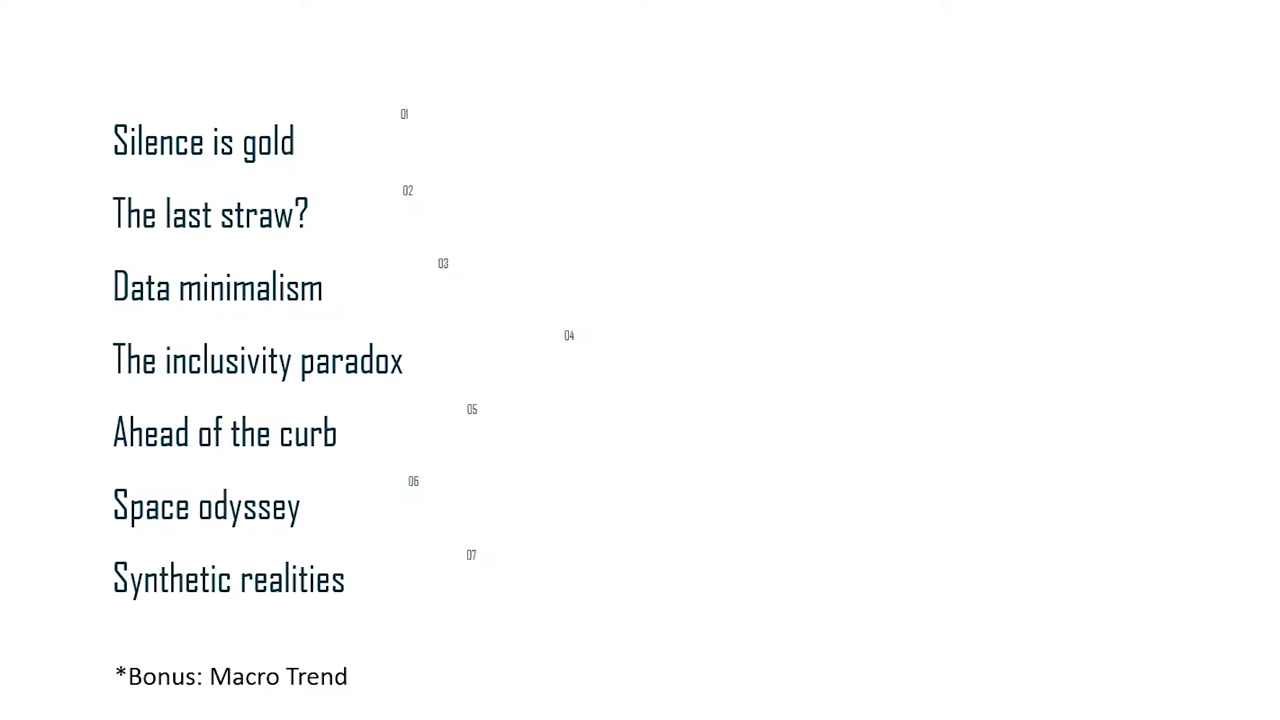 01
Silence is gold
02
The last straw?
03
Data minimalism
04
The inclusivity paradox
05
Ahead of the curb
06
Space odyssey
07
Synthetic realities
*Bonus: Macro Trend